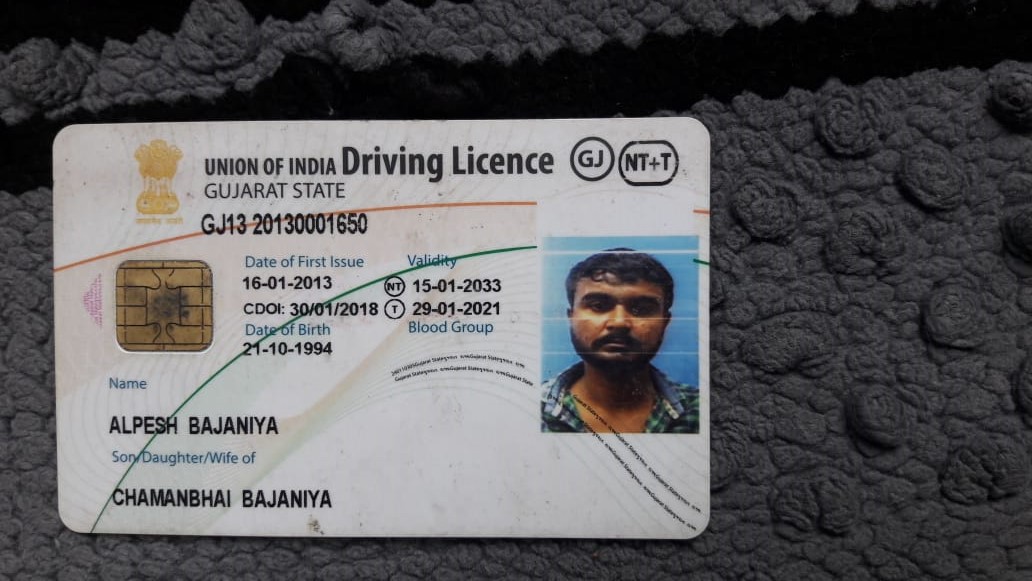 UNION OF INDIA Driving Licence GJ NT+T
GUJARAT STATE
GJ13 20130001650
Date of First Issue Validity
16-01-2013 NT 15-01-2033
CDOI: 30/01/2018 T 29-01-2021
Date of Birth Blood Group
21-10-1994
Name
ALPESH BAJANIYA
Son/Daughter/Wife of
CHAMANBHAI BAJANIYA